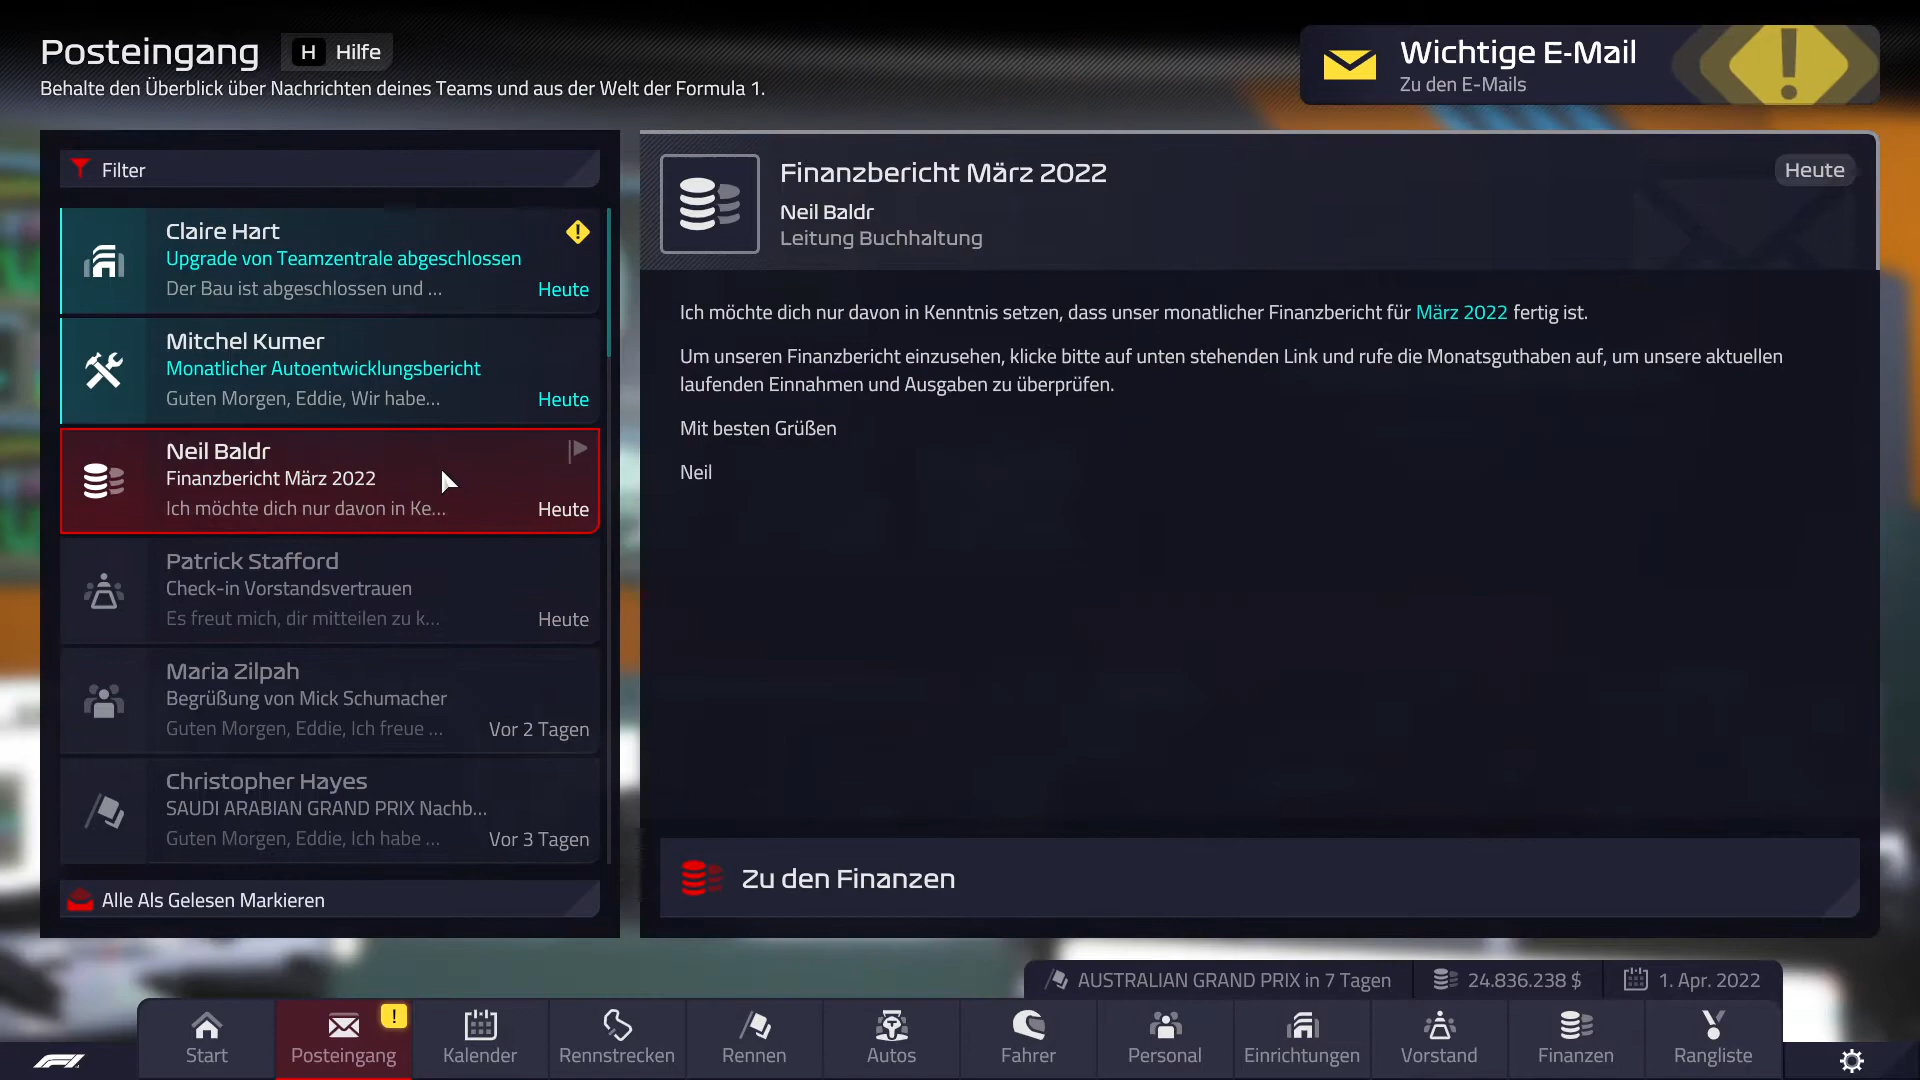 Posteingang
H Hilfe
Behalte den Überblick über Nachrichten deines Teams und aus der Welt der Formula 1.
Wichtige E-Mail
Zu den E-Mails
Filter
Claire Hart
Upgrade von Teamzentrale abgeschlossen
Der Bau ist abgeschlossen und ...
Heute
Mitchel Kumer
Monatlicher Autoentwicklungsbericht
Guten Morgen, Eddie, Wir habe...
Heute
Neil Baldr
Finanzbericht März 2022
Ich möchte dich nur davon in Ke...
Heute
Patrick Stafford
Check-in Vorstandsvertrauen
Es freut mich, dir mitteilen zu k...
Heute
Maria Zilpah
Begrüßung von Mick Schumacher
Guten Morgen, Eddie, Ich freue ...
Vor 2 Tagen
Christopher Hayes
SAUDI ARABIAN GRAND PRIX Nachb...
Guten Morgen, Eddie, Ich habe ...
Vor 3 Tagen
Alle Als Gelesen Markieren
Finanzbericht März 2022
Heute
Neil Baldr
Leitung Buchhaltung
Ich möchte dich nur davon in Kenntnis setzen, dass unser monatlicher Finanzbericht für März 2022 fertig ist.
Um unseren Finanzbericht einzusehen, klicke bitte auf unten stehenden Link und rufe die Monatsguthaben auf, um unsere aktuellen
laufenden Einnahmen und Ausgaben zu überprüfen.
Mit besten Grüßen
Neil
Zu den Finanzen
AUSTRALIAN GRAND PRIX in 7 Tagen
24.836.238 $
1. Apr. 2022
Start
Posteingang
Kalender
Rennstrecken
Rennen
Autos
Fahrer
Personal
Einrichtungen
Vorstand
Finanzen
Rangliste